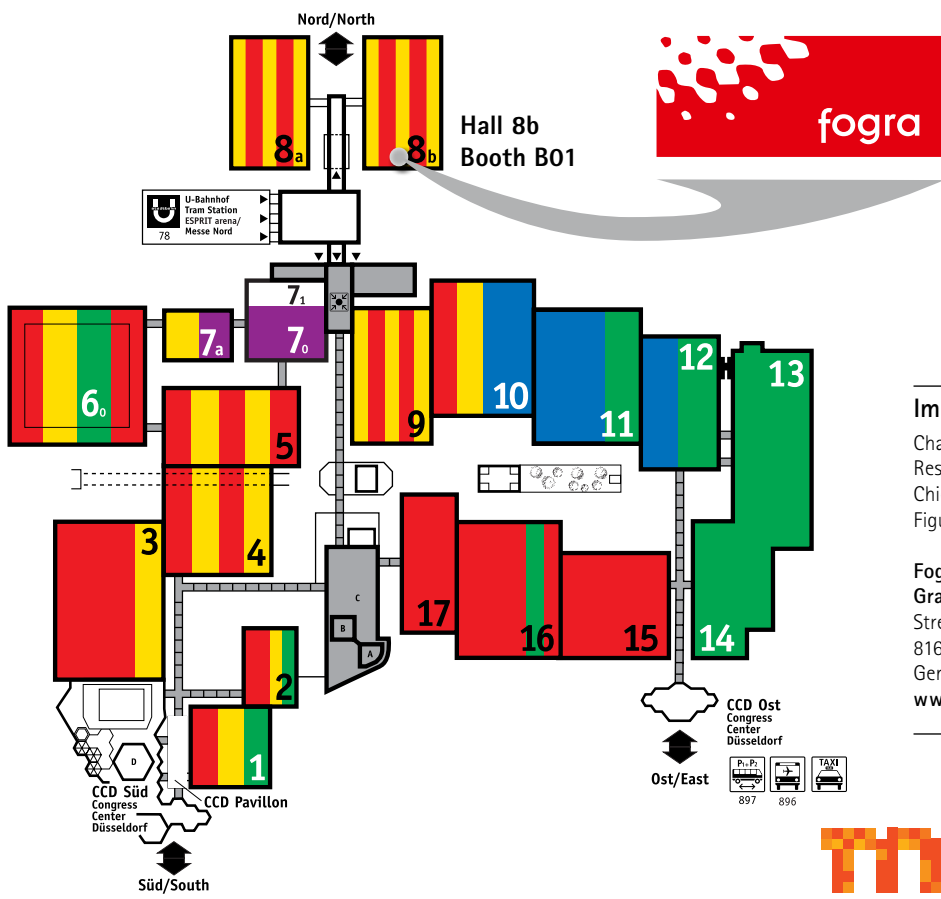 Nord/North
8a
8b
Hall 8b
Booth B01
fogra
U-Bahnhof
Tram Station
ESPRIT arena/
Messe Nord
78
7₁
7₀
7a
6₀
5
4
3
9
10
11
12
13
14
15
16
17
2
1
A
B
C
D
Im
Cha
Res
Chi
Figu
Fog
Gra
Stre
816
Ger
ww
CCD Ost
Congress
Center
Düsseldorf
Ost/East
P₁+P₂
TAXI
897
896
CCD Süd
Congress
Center
Düsseldorf
CCD Pavillon
Süd/South